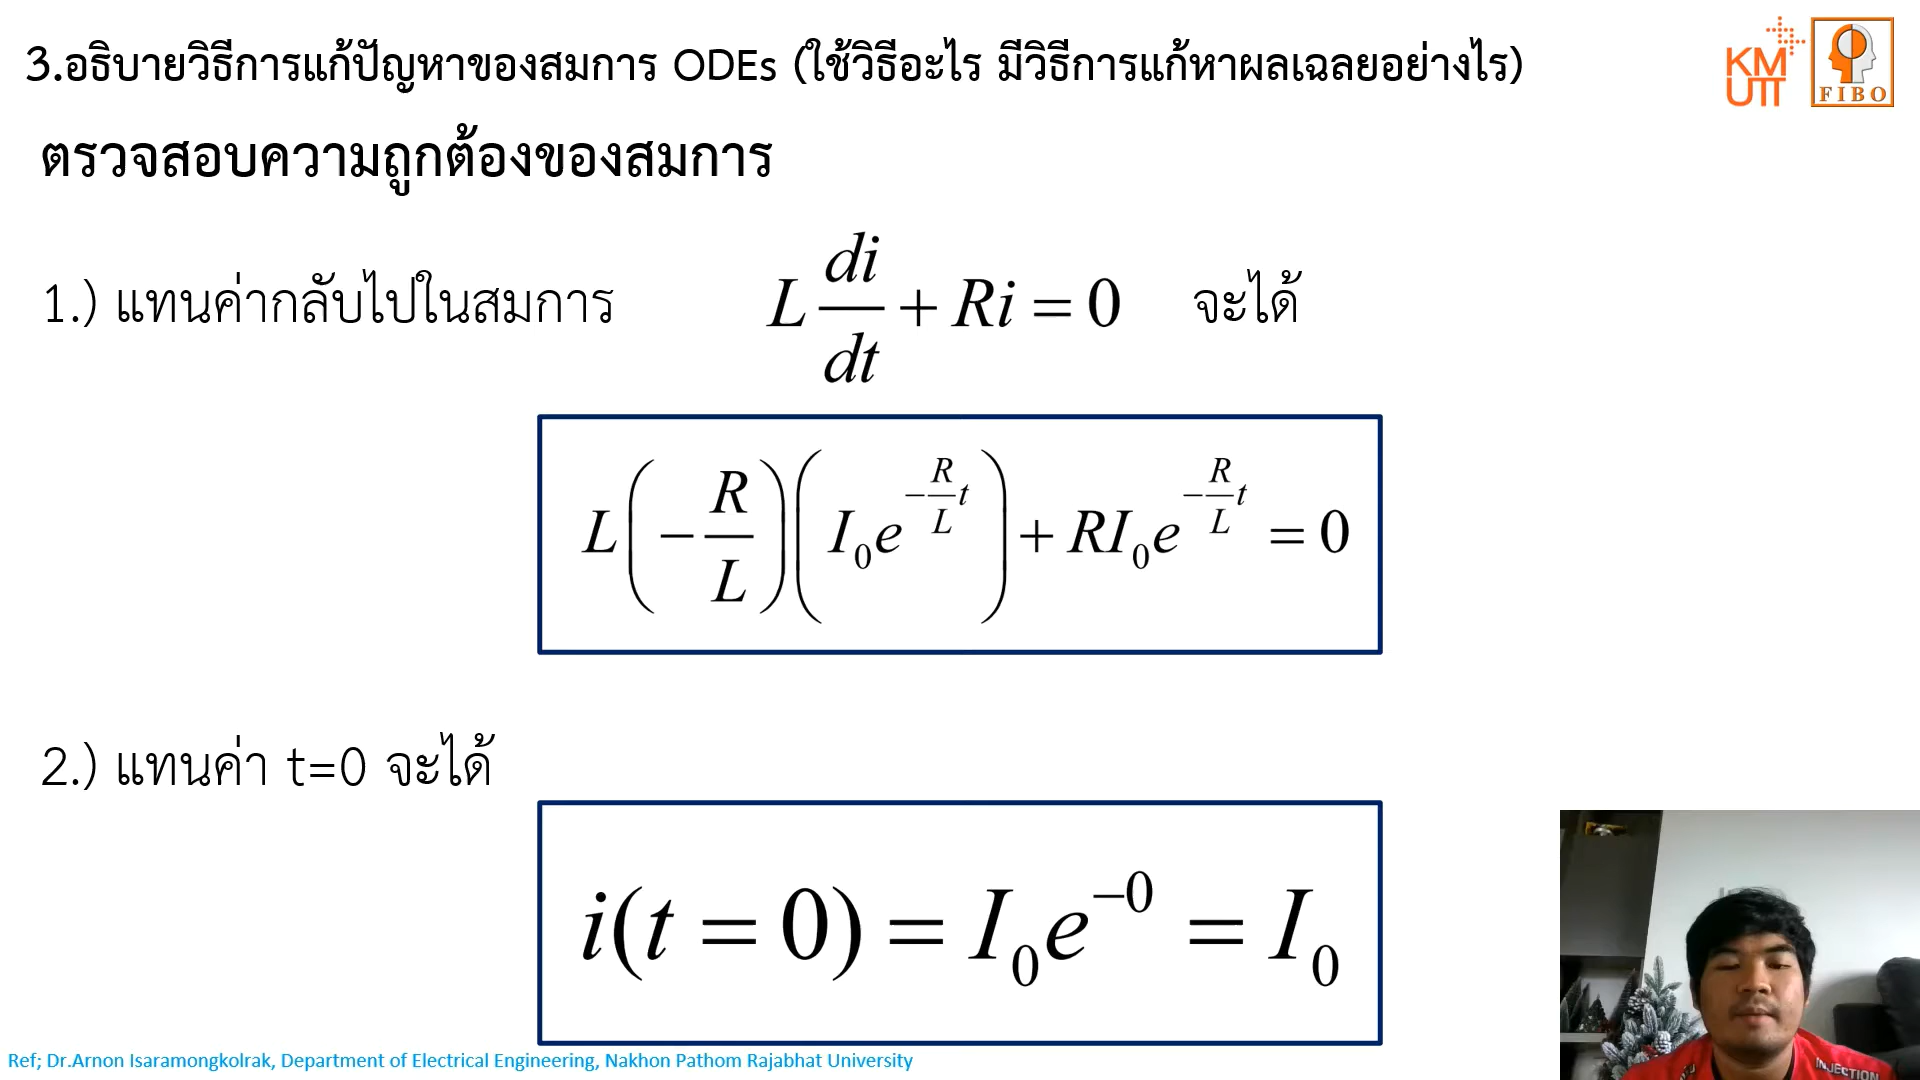 3.อธิบายวิธีการแก้ปัญหาของสมการ ODEs (ใช้วิธีอะไร มีวิธีการแก้หาผลเฉลยอย่างไร)
KM
UTT
FIBO
ตรวจสอบความถูกต้องของสมการ
1.) แทนค่ากลับไปในสมการ L di/dt + Ri = 0 จะได้
L(−R/L)(I₀e^(−(R/L)t)) + RI₀e^(−(R/L)t) = 0
2.) แทนค่า t=0 จะได้
i(t = 0) = I₀e^(−0) = I₀
INJECTION
Ref; Dr.Arnon Isaramongkolrak, Department of Electrical Engineering, Nakhon Pathom Rajabhat University